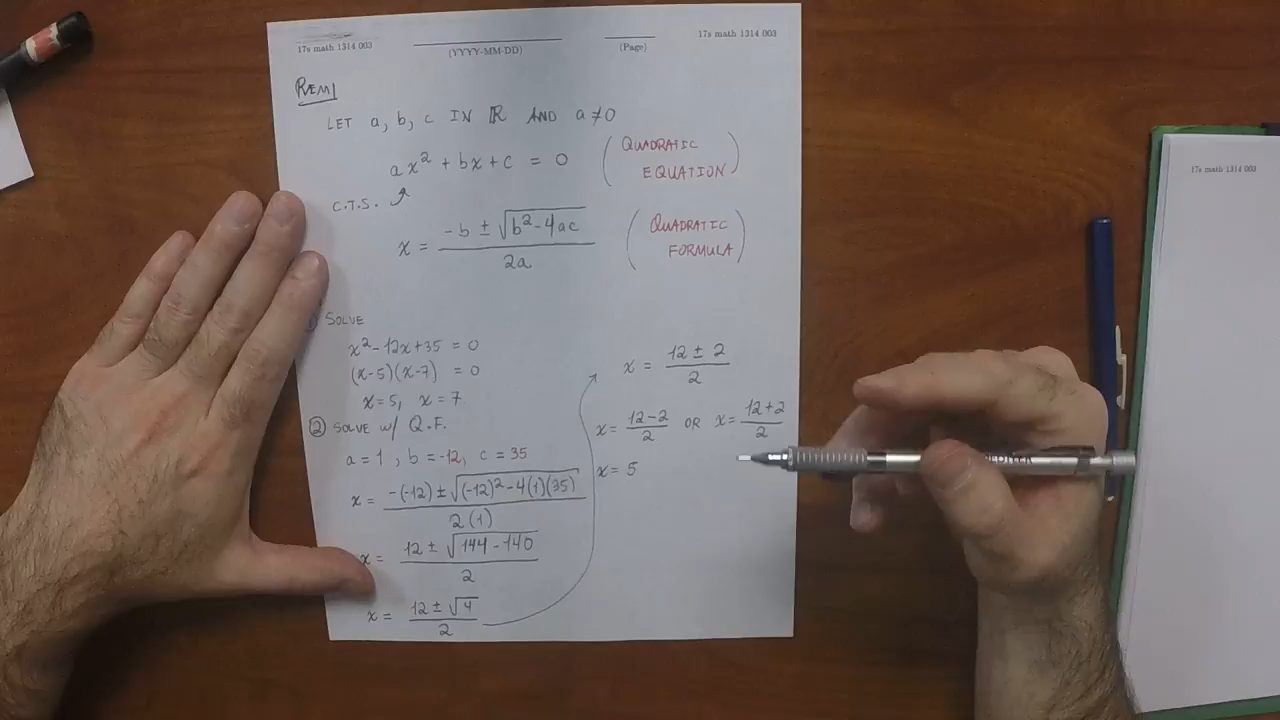 17s math 1314 003
(YYYY-MM-DD)
(Page)
17s math 1314 003
REM|
LET a, b, c IN ℝ AND a≠0
ax² + bx + c = 0 (QUADRATIC EQUATION)
C.T.S.
x = (-b ± √(b²-4ac))/2a (QUADRATIC FORMULA)
SOLVE
x²-12x+35 = 0
(x-5)(x-7) = 0
x=5, x=7
② SOLVE w/ Q.F.
a=1, b=-12, c=35
x = (-(-12) ± √((-12)²-4(1)(35)))/2(1)
x = (12 ± √(144-140))/2
x = (12 ± √4)/2
x = (12 ± 2)/2
x = (12-2)/2 OR x = (12+2)/2
x = 5
17s math 1314 003